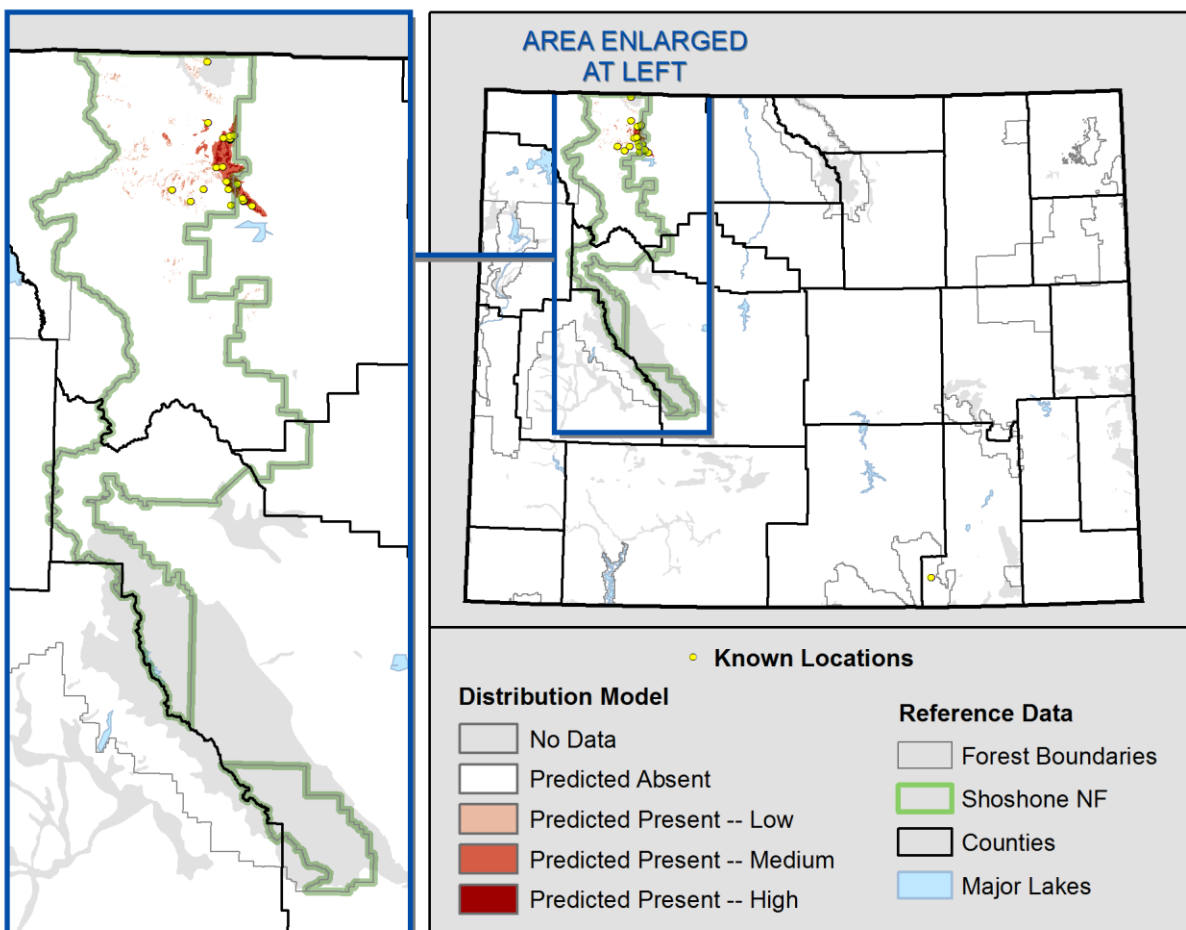 AREA ENLARGED
AT LEFT
Known Locations
Distribution Model
No Data
Predicted Absent
Predicted Present -- Low
Predicted Present -- Medium
Predicted Present -- High
Reference Data
Forest Boundaries
Shoshone NF
Counties
Major Lakes